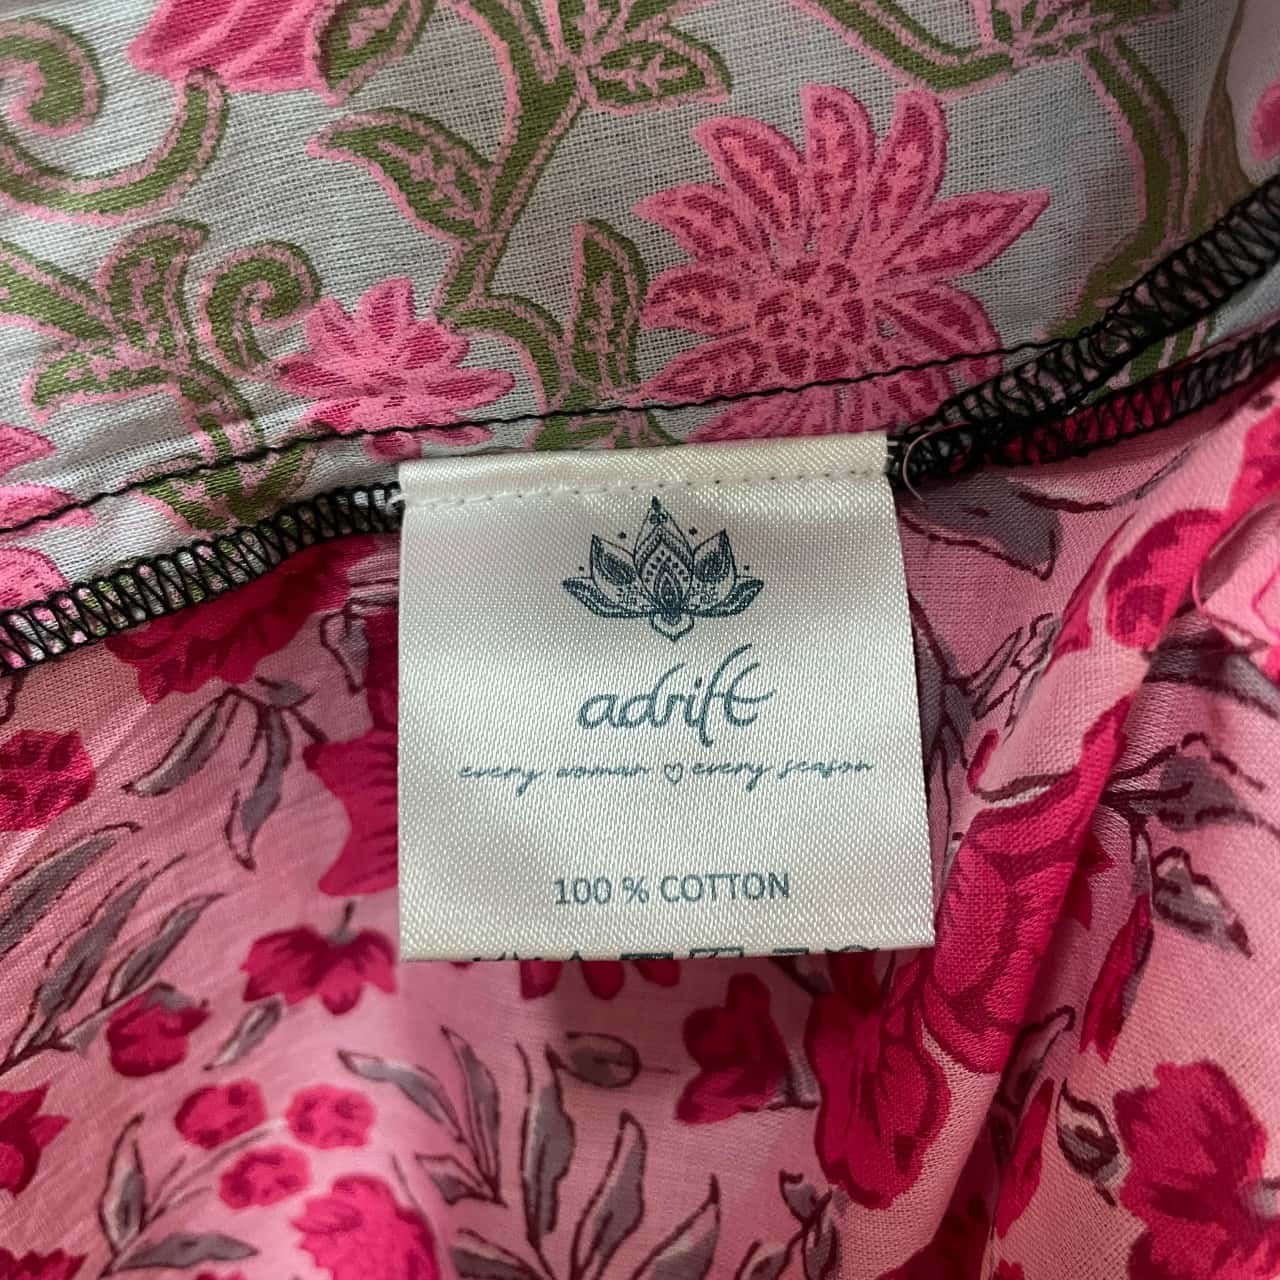 adrift
every woman ♡ every season
100 % COTTON